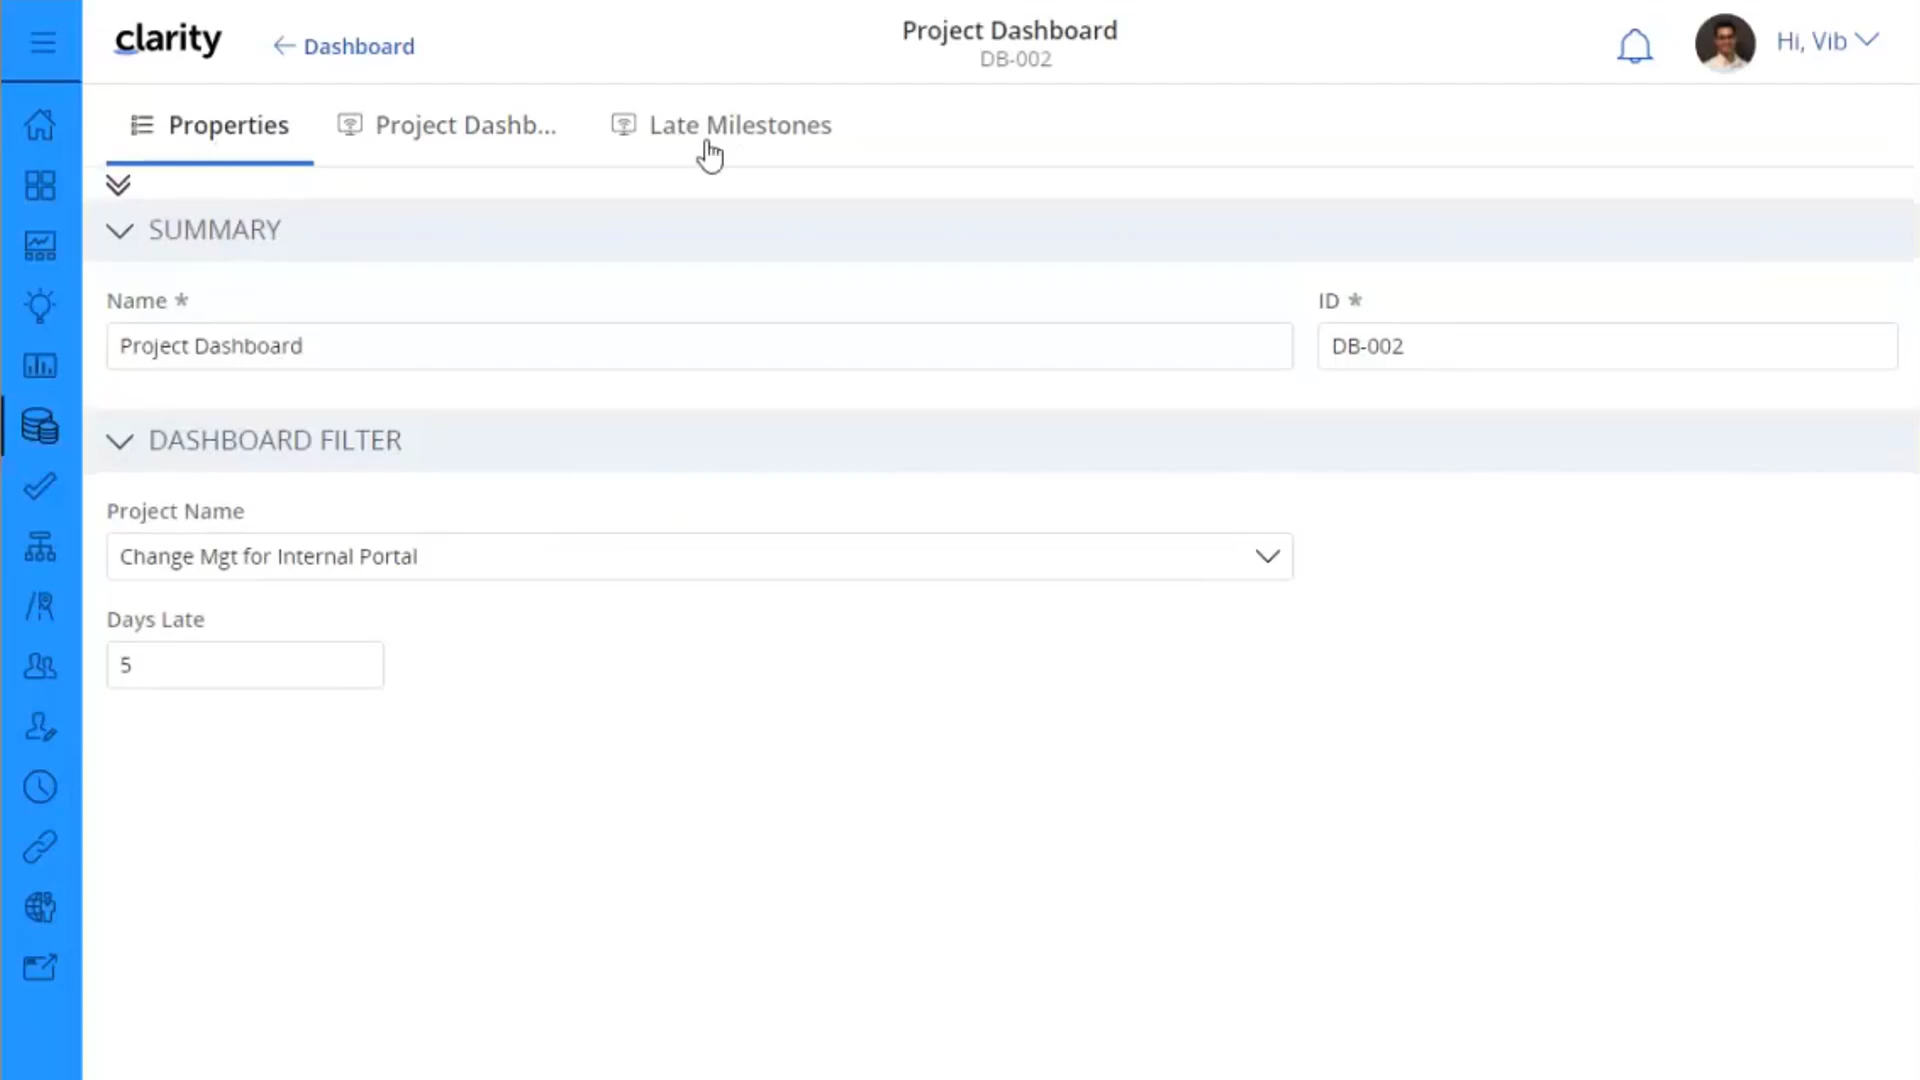 clarity
Dashboard
Project Dashboard
DB-002
Hi, Vib
Properties
Project Dashb...
Late Milestones
SUMMARY
Name *
ID *
Project Dashboard
DB-002
DASHBOARD FILTER
Project Name
Change Mgt for Internal Portal
Days Late
5